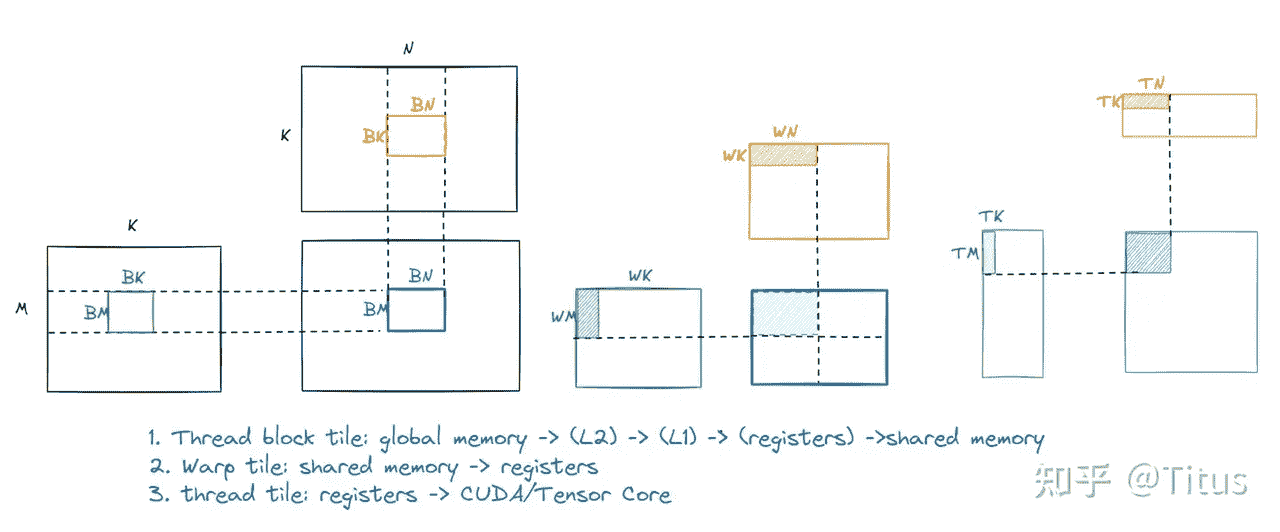 N
K
BN
BK
K
M
BK
BM
BN
BM
WN
WK
WK
WM
TN
TK
TK
TM
1. Thread block tile: global memory -> (L2) -> (L1) -> (registers) ->shared memory
2. Warp tile: shared memory -> registers
3. thread tile: registers -> CUDA/Tensor Core
知乎 @Titus